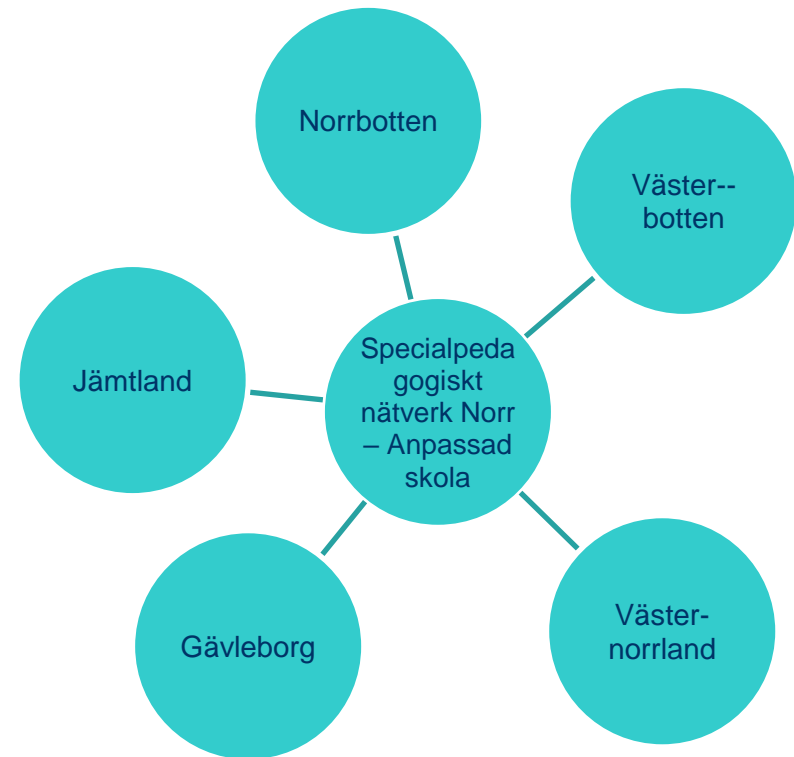 Norrbotten
Väster--
botten
Specialpeda
gogiskt
nätverk Norr
– Anpassad
skola
Jämtland
Gävleborg
Väster-
norrland